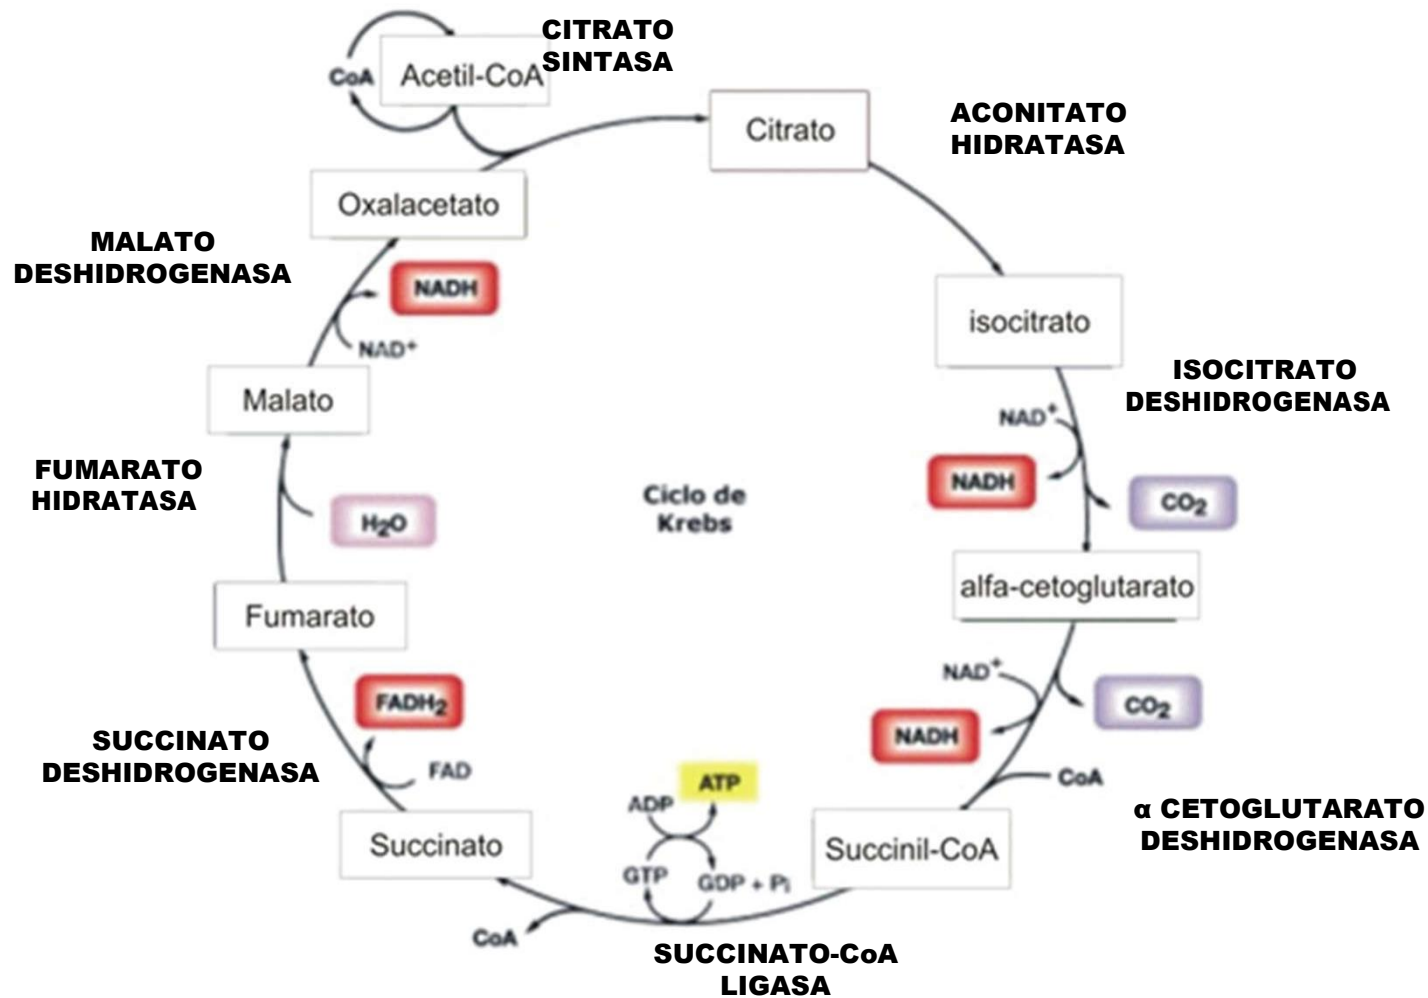 CITRATO
SINTASA
CoA
Acetil-CoA
Citrato
ACONITATO
HIDRATASA
Oxalacetato
MALATO
DESHIDROGENASA
NADH
NAD+
isocitrato
ISOCITRATO
DESHIDROGENASA
Malato
NAD+
NADH
CO2
FUMARATO
HIDRATASA
H2O
Ciclo de
Krebs
alfa-cetoglutarato
Fumarato
NAD+
CO2
NADH
FADH2
FAD
SUCCINATO
DESHIDROGENASA
CoA
ATP
ADP
α CETOGLUTARATO
DESHIDROGENASA
Succinato
Succinil-CoA
GTP
GDP + Pi
CoA
SUCCINATO-CoA
LIGASA